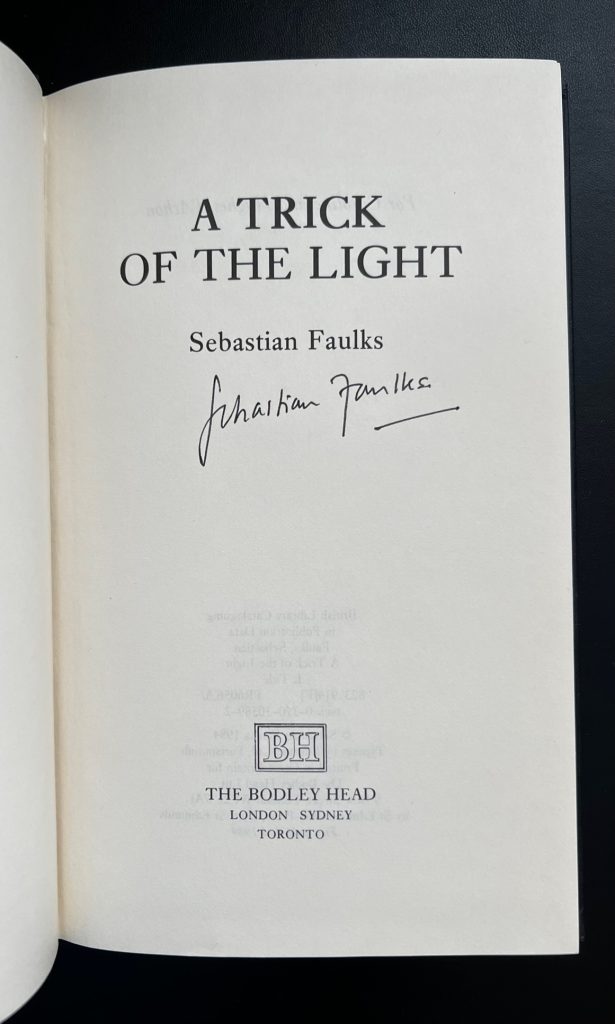 A TRICK
OF THE LIGHT
Sebastian Faulks
Sebastian Faulks
BH
THE BODLEY HEAD
LONDON SYDNEY
TORONTO